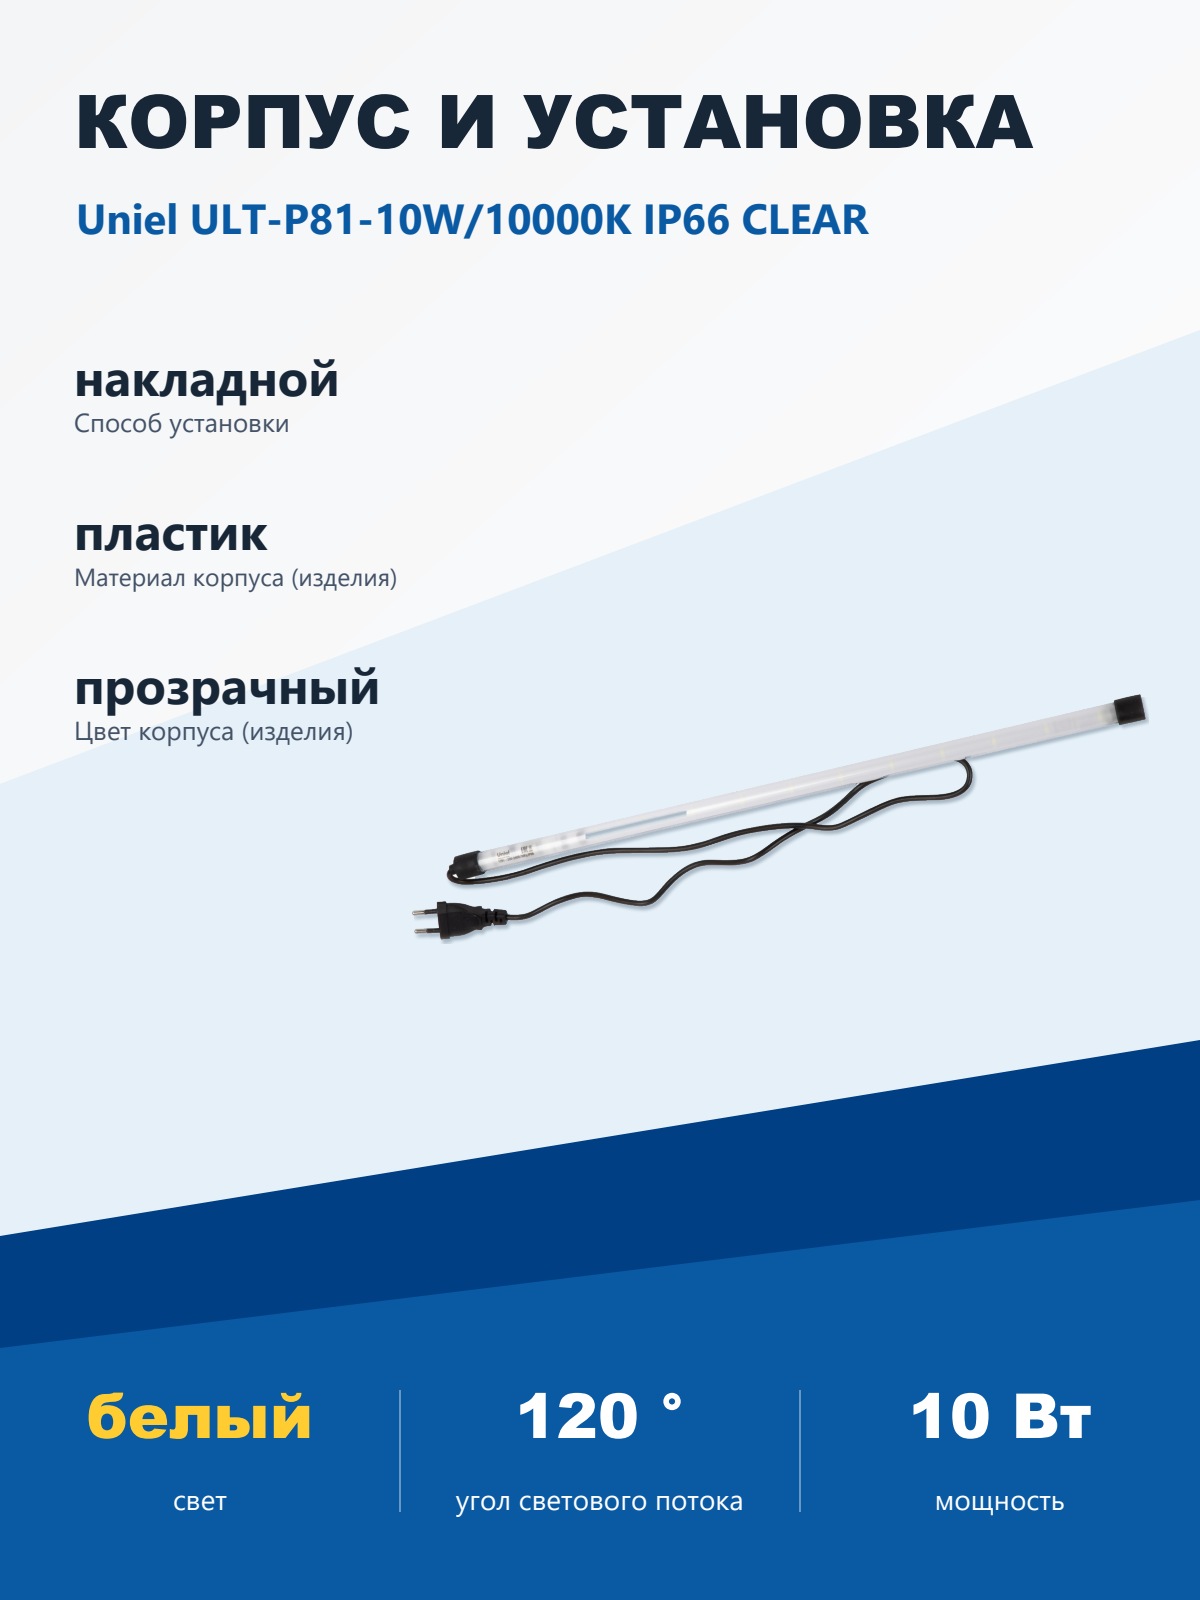 КОРПУС И УСТАНОВКА
Uniel ULT-P81-10W/10000K IP66 CLEAR
накладной
Способ установки
пластик
Материал корпуса (изделия)
прозрачный
Цвет корпуса (изделия)
Uniel
белый
свет
120 °
угол светового потока
10 Вт
мощность